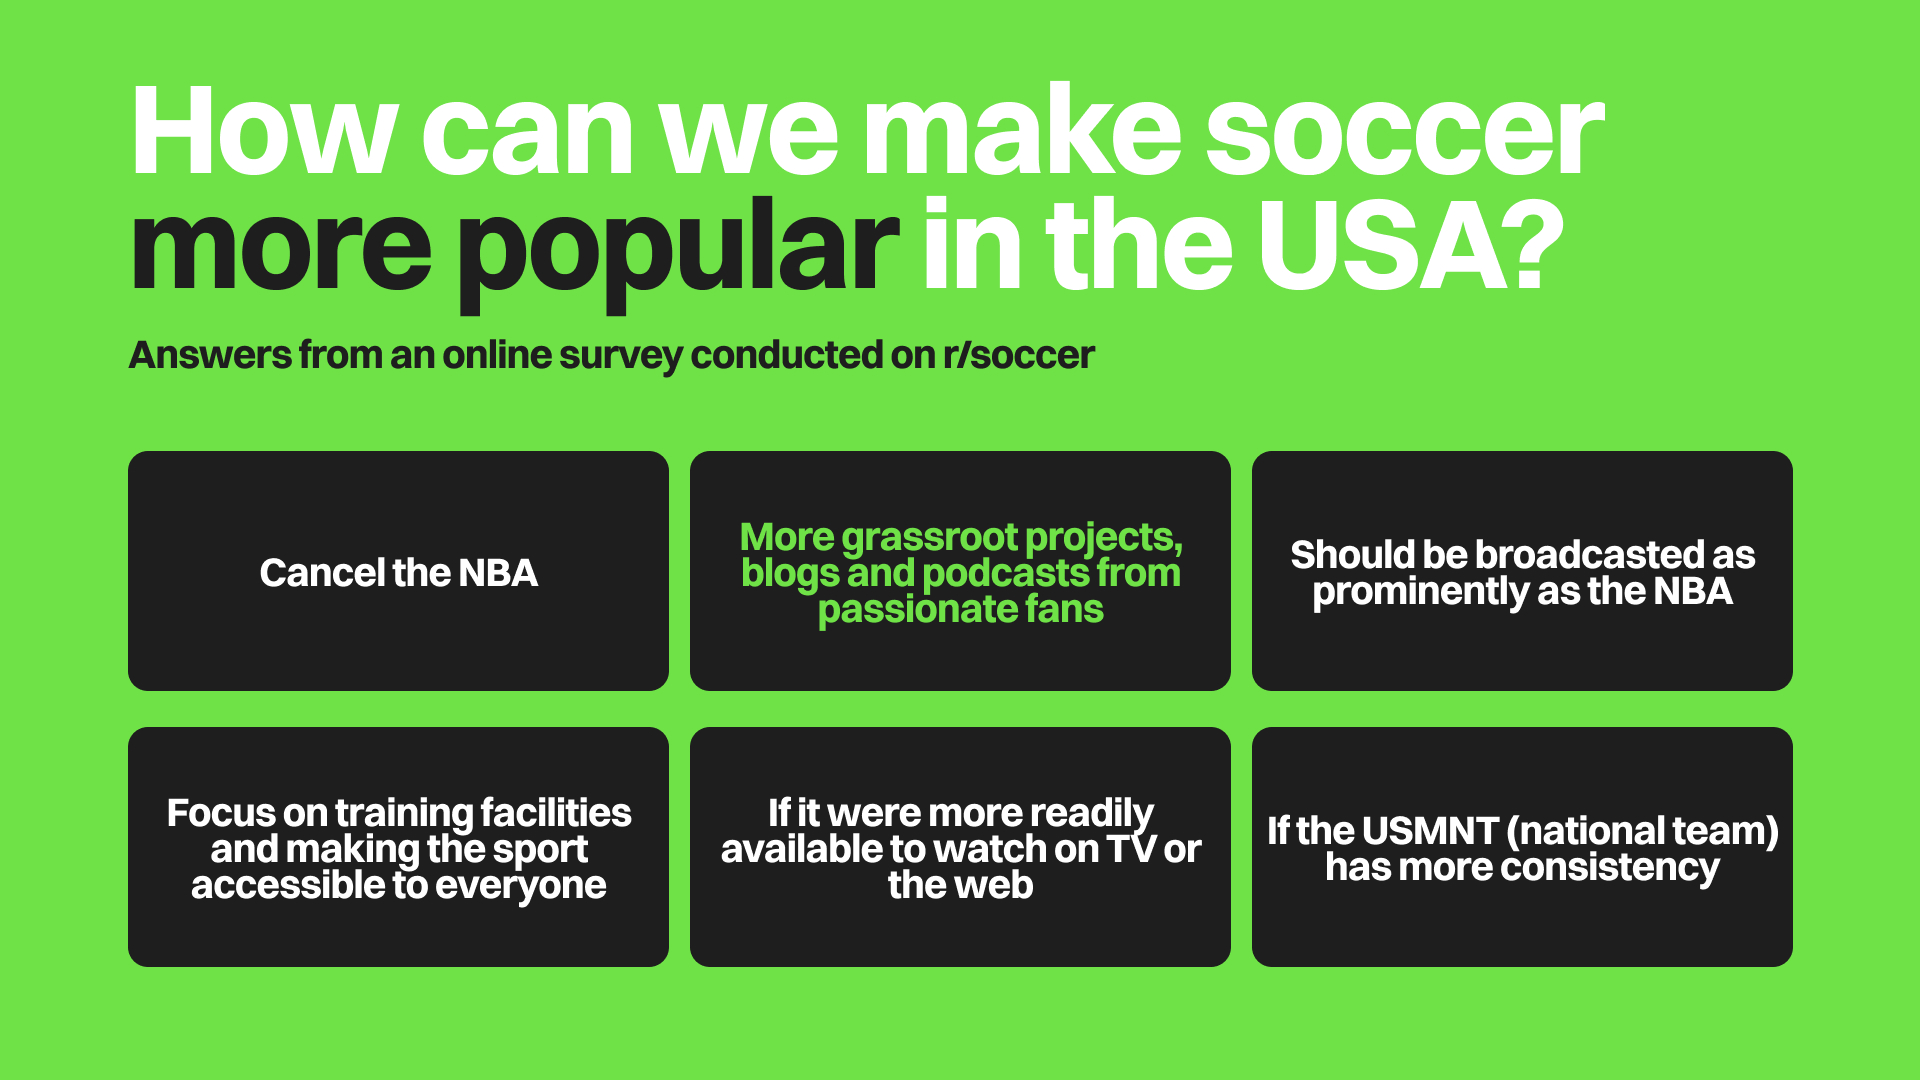 How can we make soccer
more popular in the USA?
Answers from an online survey conducted on r/soccer
Cancel the NBA
More grassroot projects,
blogs and podcasts from
passionate fans
Should be broadcasted as
prominently as the NBA
Focus on training facilities
and making the sport
accessible to everyone
If it were more readily
available to watch on TV or
the web
If the USMNT (national team)
has more consistency